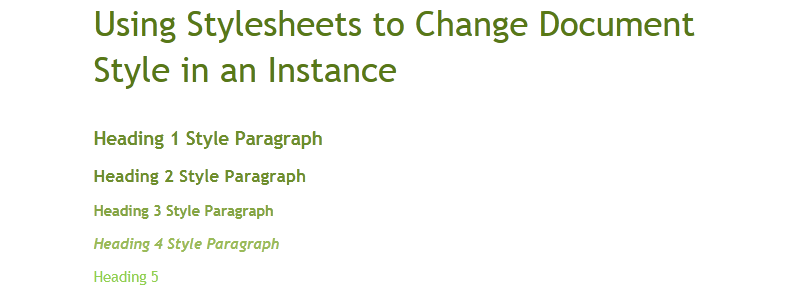 Using Stylesheets to Change Document
Style in an Instance
Heading 1 Style Paragraph
Heading 2 Style Paragraph
Heading 3 Style Paragraph
Heading 4 Style Paragraph
Heading 5